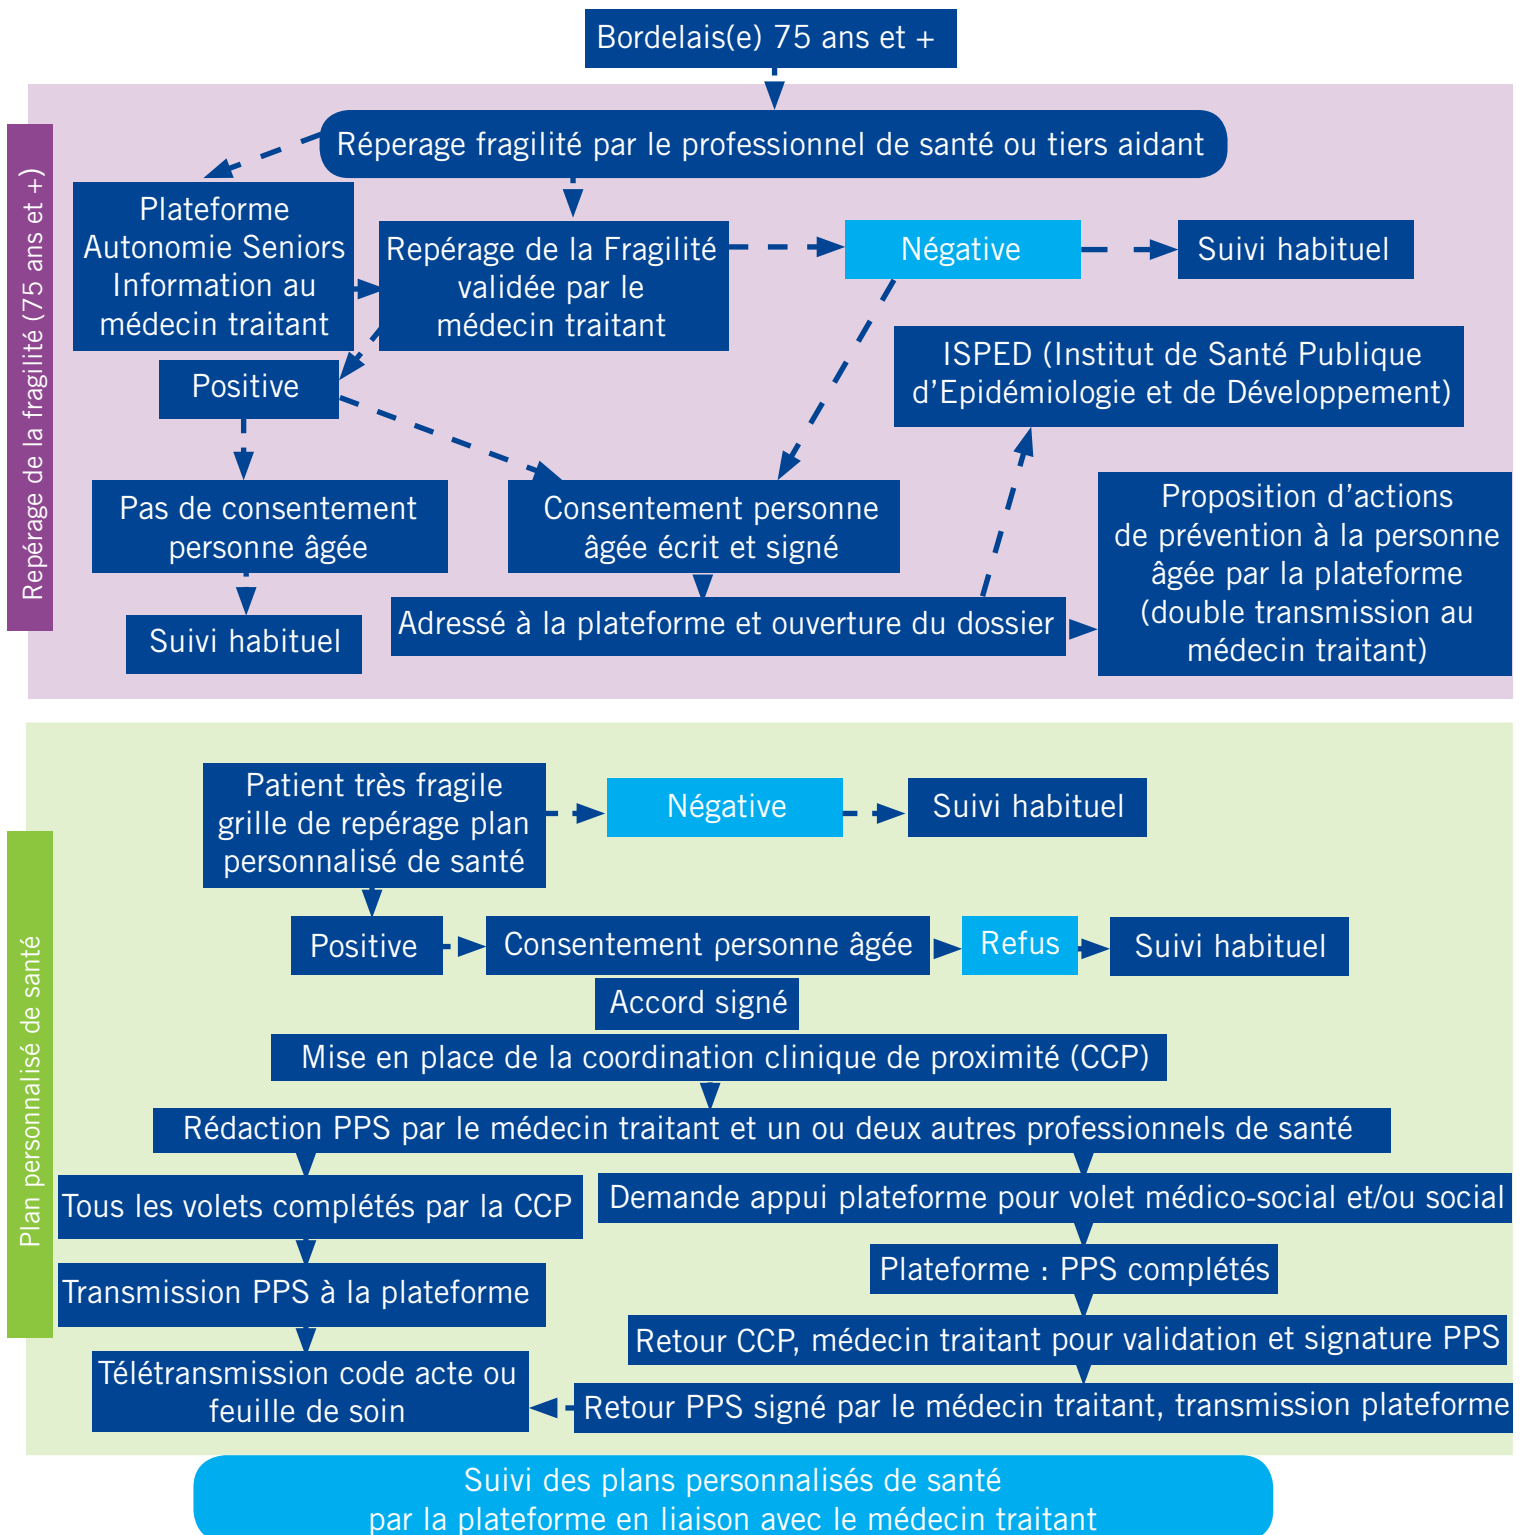 Bordelais(e) 75 ans et +
Repérage de la fragilité (75 ans et +)
Réperage fragilité par le professionnel de santé ou tiers aidant
Plateforme
Autonomie Seniors
Information au
médecin traitant
Repérage de la Fragilité
validée par le
médecin traitant
Négative
Suivi habituel
Positive
ISPED (Institut de Santé Publique
d'Epidémiologie et de Développement)
Pas de consentement
personne âgée
Consentement personne
âgée écrit et signé
Proposition d'actions
de prévention à la personne
âgée par la plateforme
(double transmission au
médecin traitant)
Suivi habituel
Adressé à la plateforme et ouverture du dossier
Plan personnalisé de santé
Patient très fragile
grille de repérage plan
personnalisé de santé
Négative
Suivi habituel
Positive
Consentement personne âgée
Refus
Suivi habituel
Accord signé
Mise en place de la coordination clinique de proximité (CCP)
Rédaction PPS par le médecin traitant et un ou deux autres professionnels de santé
Tous les volets complétés par la CCP
Demande appui plateforme pour volet médico-social et/ou social
Transmission PPS à la plateforme
Plateforme : PPS complétés
Retour CCP, médecin traitant pour validation et signature PPS
Télétransmission code acte ou
feuille de soin
Retour PPS signé par le médecin traitant, transmission plateforme
Suivi des plans personnalisés de santé
par la plateforme en liaison avec le médecin traitant